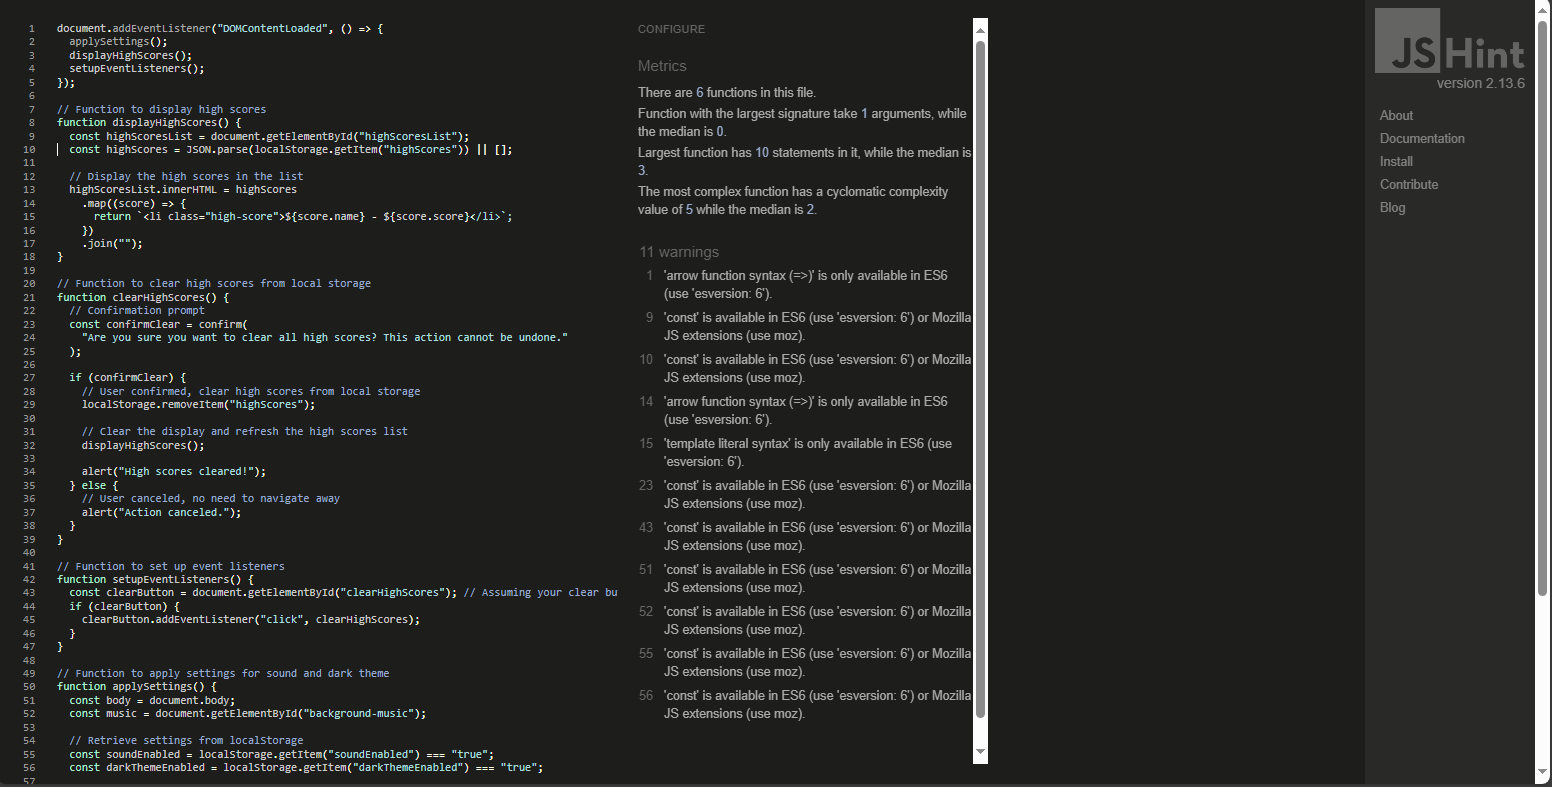 1 document.addEventListener("DOMContentLoaded", () => {
2 applySettings();
3 displayHighScores();
4 setupEventListeners();
5 });
6
7 // Function to display high scores
8 function displayHighScores() {
9 const highScoresList = document.getElementById("highScoresList");
10 const highScores = JSON.parse(localStorage.getItem("highScores")) || [];
11
12 // Display the high scores in the list
13 highScoresList.innerHTML = highScores
14 .map((score) => {
15 return `<li class="high-score">${score.name} - ${score.score}</li>`;
16 })
17 .join("");
18 }
19
20 // Function to clear high scores from local storage
21 function clearHighScores() {
22 // Confirmation prompt
23 const confirmClear = confirm(
24 "Are you sure you want to clear all high scores? This action cannot be undone."
25 );
26
27 if (confirmClear) {
28 // User confirmed, clear high scores from local storage
29 localStorage.removeItem("highScores");
30
31 // Clear the display and refresh the high scores list
32 displayHighScores();
33
34 alert("High scores cleared!");
35 } else {
36 // User canceled, no need to navigate away
37 alert("Action canceled.");
38 }
39 }
40
41 // Function to set up event listeners
42 function setupEventListeners() {
43 const clearButton = document.getElementById("clearHighScores"); // Assuming your clear bu
44 if (clearButton) {
45 clearButton.addEventListener("click", clearHighScores);
46 }
47 }
48
49 // Function to apply settings for sound and dark theme
50 function applySettings() {
51 const body = document.body;
52 const music = document.getElementById("background-music");
53
54 // Retrieve settings from localStorage
55 const soundEnabled = localStorage.getItem("soundEnabled") === "true";
56 const darkThemeEnabled = localStorage.getItem("darkThemeEnabled") === "true";
57
CONFIGURE
Metrics
There are 6 functions in this file.
Function with the largest signature take 1 arguments, while
the median is 0.
Largest function has 10 statements in it, while the median is
3.
The most complex function has a cyclomatic complexity
value of 5 while the median is 2.
11 warnings
1 'arrow function syntax (=>)' is only available in ES6
(use 'esversion: 6').
9 'const' is available in ES6 (use 'esversion: 6') or Mozilla
JS extensions (use moz).
10 'const' is available in ES6 (use 'esversion: 6') or Mozilla
JS extensions (use moz).
14 'arrow function syntax (=>)' is only available in ES6
(use 'esversion: 6').
15 'template literal syntax' is only available in ES6 (use
'esversion: 6').
23 'const' is available in ES6 (use 'esversion: 6') or Mozilla
JS extensions (use moz).
43 'const' is available in ES6 (use 'esversion: 6') or Mozilla
JS extensions (use moz).
51 'const' is available in ES6 (use 'esversion: 6') or Mozilla
JS extensions (use moz).
52 'const' is available in ES6 (use 'esversion: 6') or Mozilla
JS extensions (use moz).
55 'const' is available in ES6 (use 'esversion: 6') or Mozilla
JS extensions (use moz).
56 'const' is available in ES6 (use 'esversion: 6') or Mozilla
JS extensions (use moz).
JSHint
version 2.13.6
About
Documentation
Install
Contribute
Blog